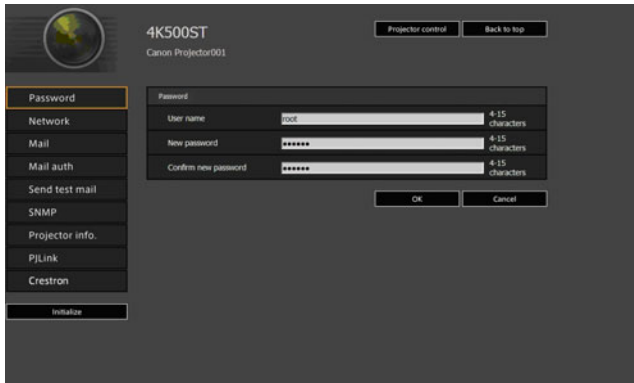 4K500ST
Projector control
Back to top
Canon Projector001
Password
Network
Mail
Mail auth
Send test mail
SNMP
Projector info.
PJLink
Crestron
Initialize
Password
User name
root
4-15
characters
New password
••••••
4-15
characters
Confirm new password
••••••
4-15
characters
OK
Cancel